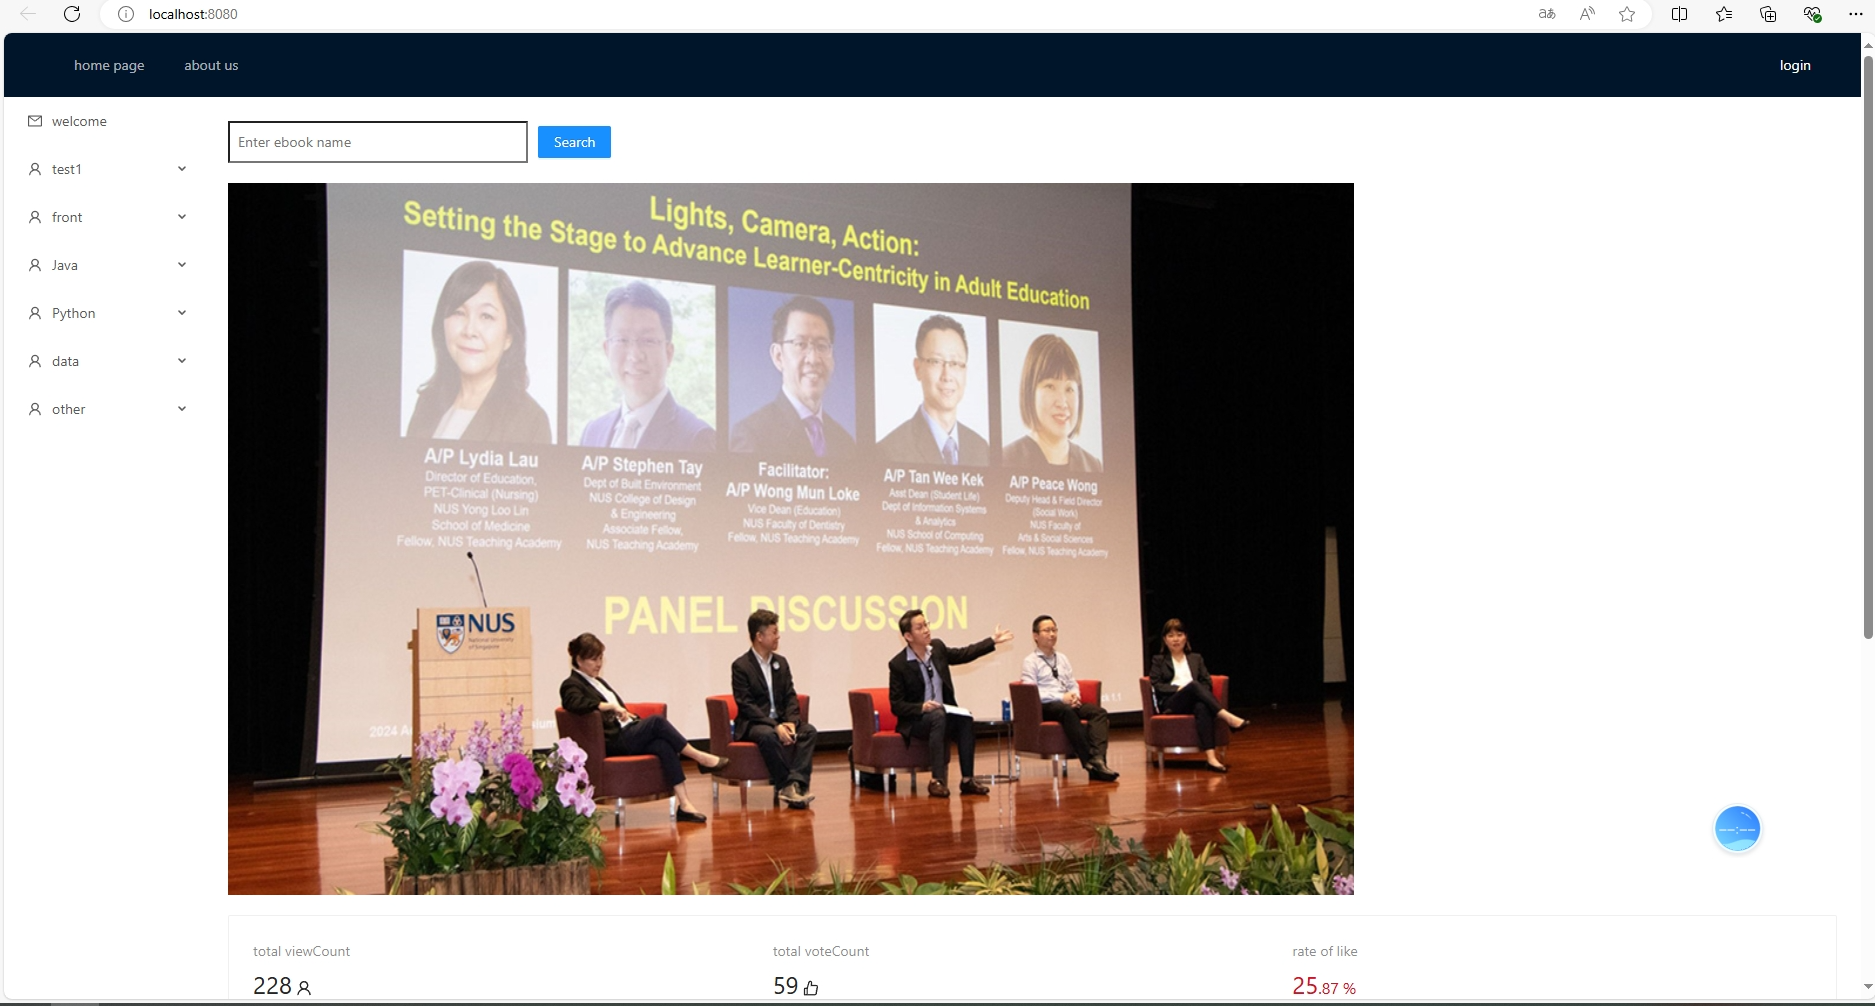 localhost:8080
home page
about us
login
welcome
test1
front
Java
Python
data
other
Enter ebook name
Search
Lights, Camera, Action:
Setting the Stage to Advance Learner-Centricity in Adult Education
A/P Lydia Lau
Director of Education,
PET-Clinical (Nursing)
NUS Yong Loo Lin
School of Medicine
Fellow, NUS Teaching Academy
A/P Stephen Tay
Dept of Built Environment
NUS College of Design
& Engineering
Associate Fellow,
NUS Teaching Academy
Facilitator:
A/P Wong Mun Loke
Vice Dean (Education)
NUS Faculty of Dentistry
Fellow, NUS Teaching Academy
A/P Tan Wee Kek
Asst Dean (Student Life)
Dept of Information Systems
& Analytics
NUS School of Computing
Fellow, NUS Teaching Academy
A/P Peace Wong
Deputy Head & Field Director
(Social Work)
NUS Faculty of
Arts & Social Sciences
Fellow, NUS Teaching Academy
PANEL DISCUSSION
NUS
National University
of Singapore
2024
total viewCount
228
total voteCount
59
rate of like
25.87 %